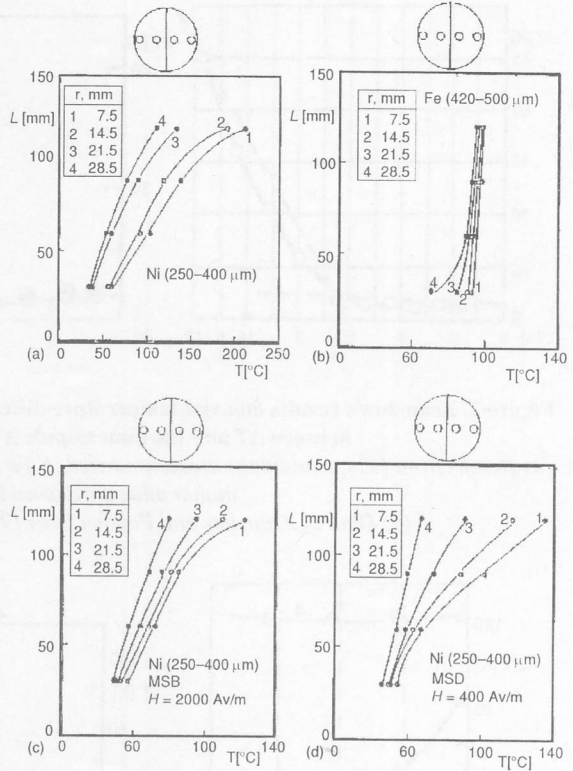 150
L [mm]
100
50
0
r, mm
1 7.5
2 14.5
3 21.5
4 28.5
4
3
2
1
Ni (250–400 μm)
(a)
0 50 100 150 200 250
T[°C]
150
L [mm]
100
50
0
r, mm
1 7.5
2 14.5
3 21.5
4 28.5
Fe (420–500 μm)
4
3
2
1
(b)
0 60 100 140
T[°C]
150
L [mm]
100
50
0
r, mm
1 7.5
2 14.5
3 21.5
4 28.5
4
3
2
1
Ni (250–400 μm)
MSB
H = 2000 Av/m
(c)
0 60 100 140
T[°C]
150
L [mm]
100
50
0
r, mm
1 7.5
2 14.5
3 21.5
4 28.5
4
3
2
1
Ni (250–400 μm)
MSD
H = 400 Av/m
(d)
60 100 140
T[°C]